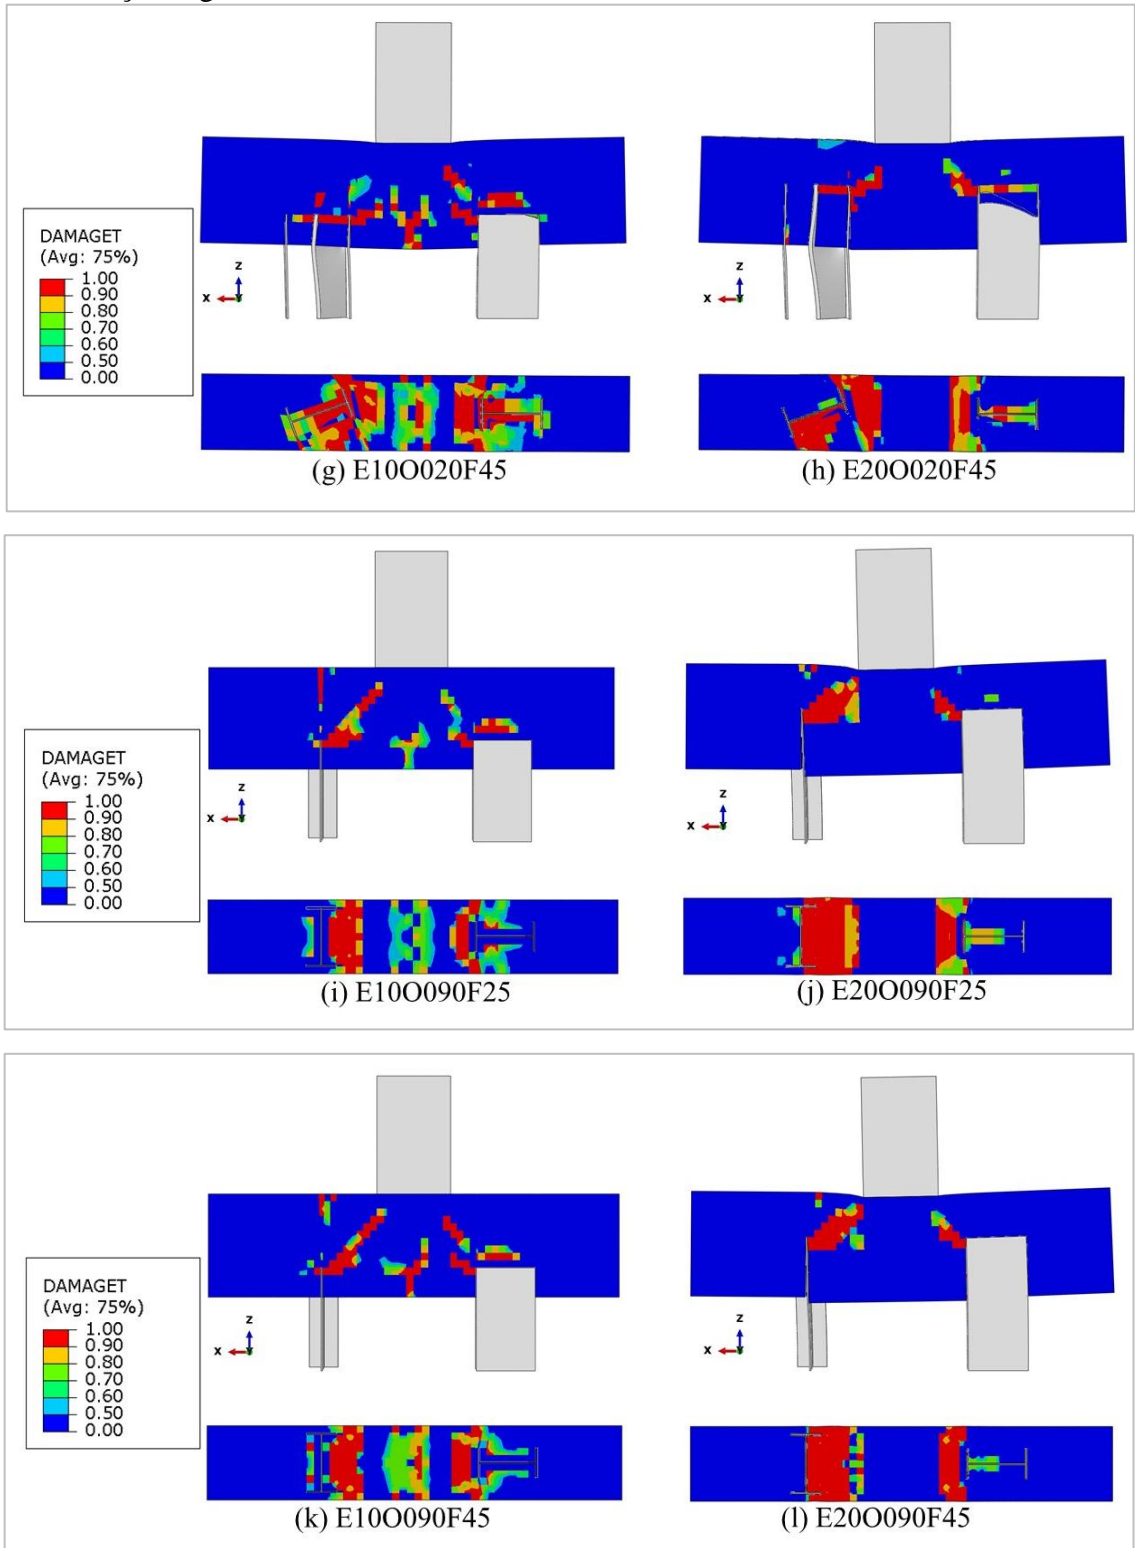 DAMAGET
(Avg: 75%)
1.00
0.90
0.80
0.70
0.60
0.50
0.00
z
x
z
x
(g) E10O020F45
(h) E20O020F45
DAMAGET
(Avg: 75%)
1.00
0.90
0.80
0.70
0.60
0.50
0.00
z
x
z
x
(i) E10O090F25
(j) E20O090F25
DAMAGET
(Avg: 75%)
1.00
0.90
0.80
0.70
0.60
0.50
0.00
z
x
z
x
(k) E10O090F45
(l) E20O090F45